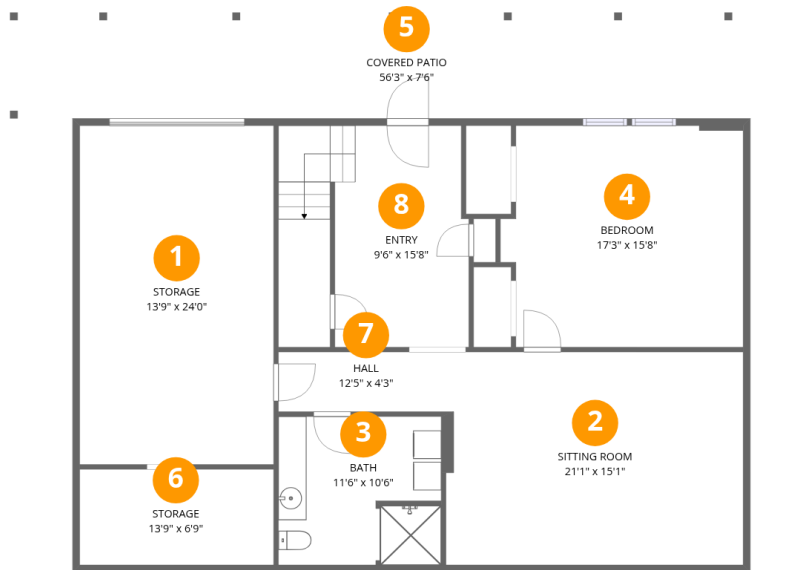 5
COVERED PATIO
56'3" x 7'6"
4
BEDROOM
17'3" x 15'8"
8
ENTRY
9'6" x 15'8"
1
STORAGE
13'9" x 24'0"
7
HALL
12'5" x 4'3"
2
SITTING ROOM
21'1" x 15'1"
3
BATH
11'6" x 10'6"
6
STORAGE
13'9" x 6'9"